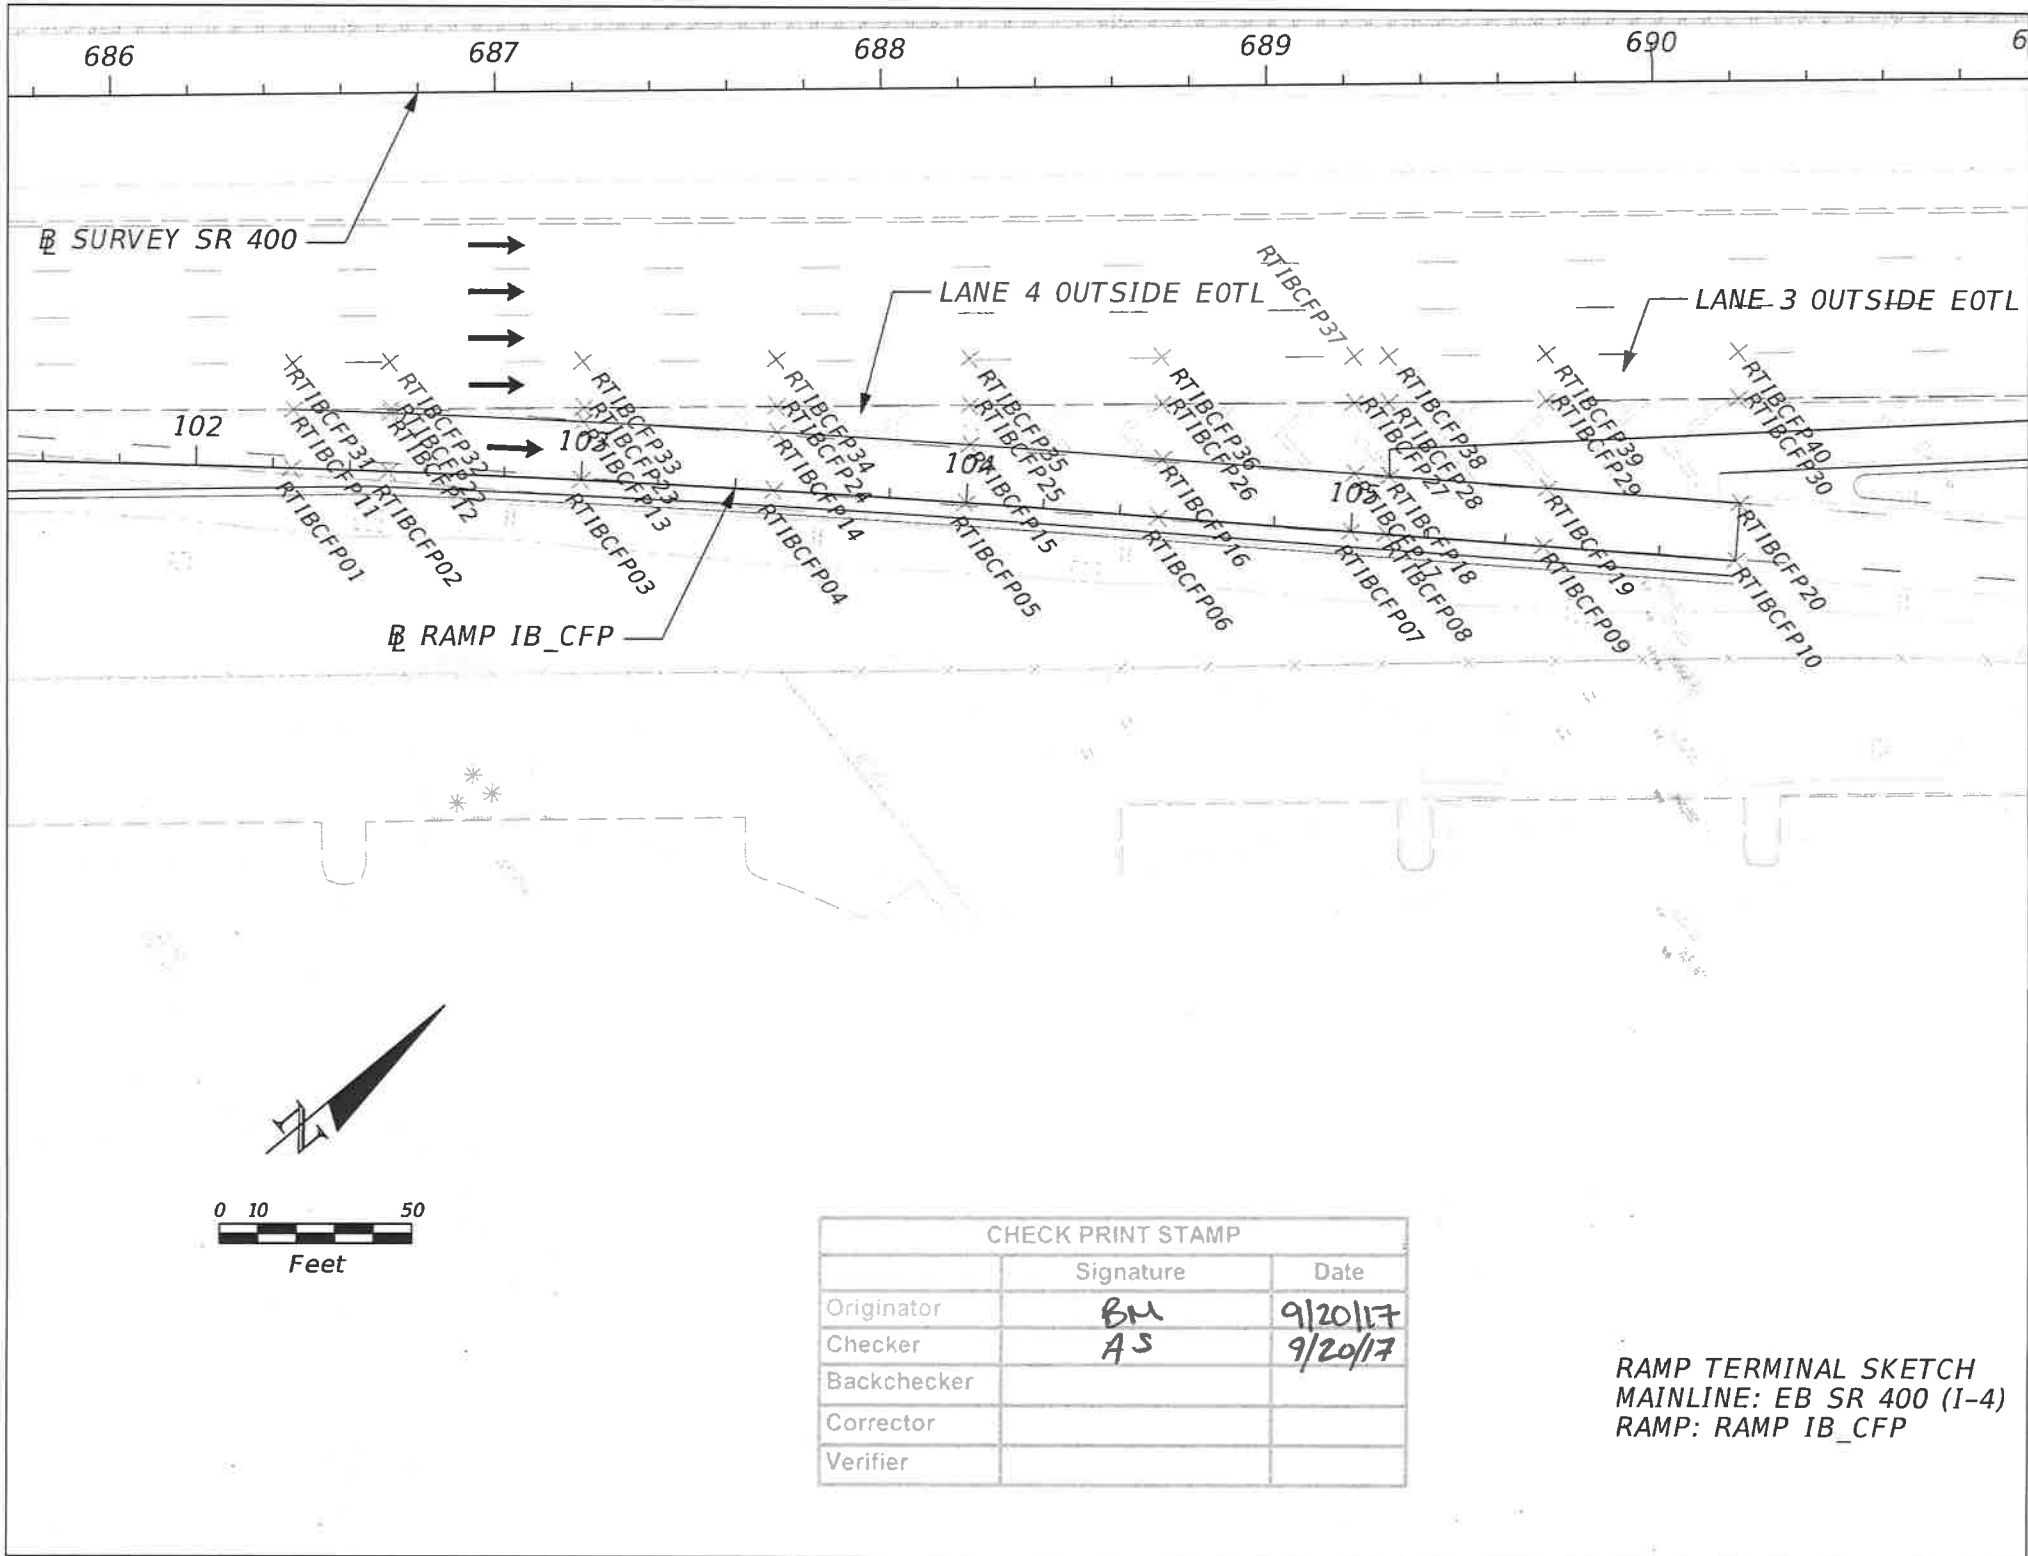 686 687 688 689 690 6
℄ SURVEY SR 400
LANE 4 OUTSIDE EOTL
LANE 3 OUTSIDE EOTL
RTIBCFP37
RTIBCFP31
RTIBCFP32
RTIBCFP33
RTIBCFP34
RTIBCFP35
RTIBCFP36
RTIBCFP38
RTIBCFP39
RTIBCFP40
RTIBCFP22
RTIBCFP23
RTIBCFP24
RTIBCFP25
RTIBCFP26
RTIBCFP27
RTIBCFP28
RTIBCFP29
RTIBCFP30
102 103 104 105
RTIBCFP11
RTIBCFP12
RTIBCFP13
RTIBCFP14
RTIBCFP15
RTIBCFP16
RTIBCFP17
RTIBCFP18
RTIBCFP19
RTIBCFP20
RTIBCFP01
RTIBCFP02
RTIBCFP03
RTIBCFP04
RTIBCFP05
RTIBCFP06
RTIBCFP07
RTIBCFP08
RTIBCFP09
RTIBCFP10
℄ RAMP IB_CFP
N
0 10 50
Feet
CHECK PRINT STAMP
Signature Date
Originator BM 9/20/17
Checker AS 9/20/17
Backchecker
Corrector
Verifier
RAMP TERMINAL SKETCH
MAINLINE: EB SR 400 (I-4)
RAMP: RAMP IB_CFP